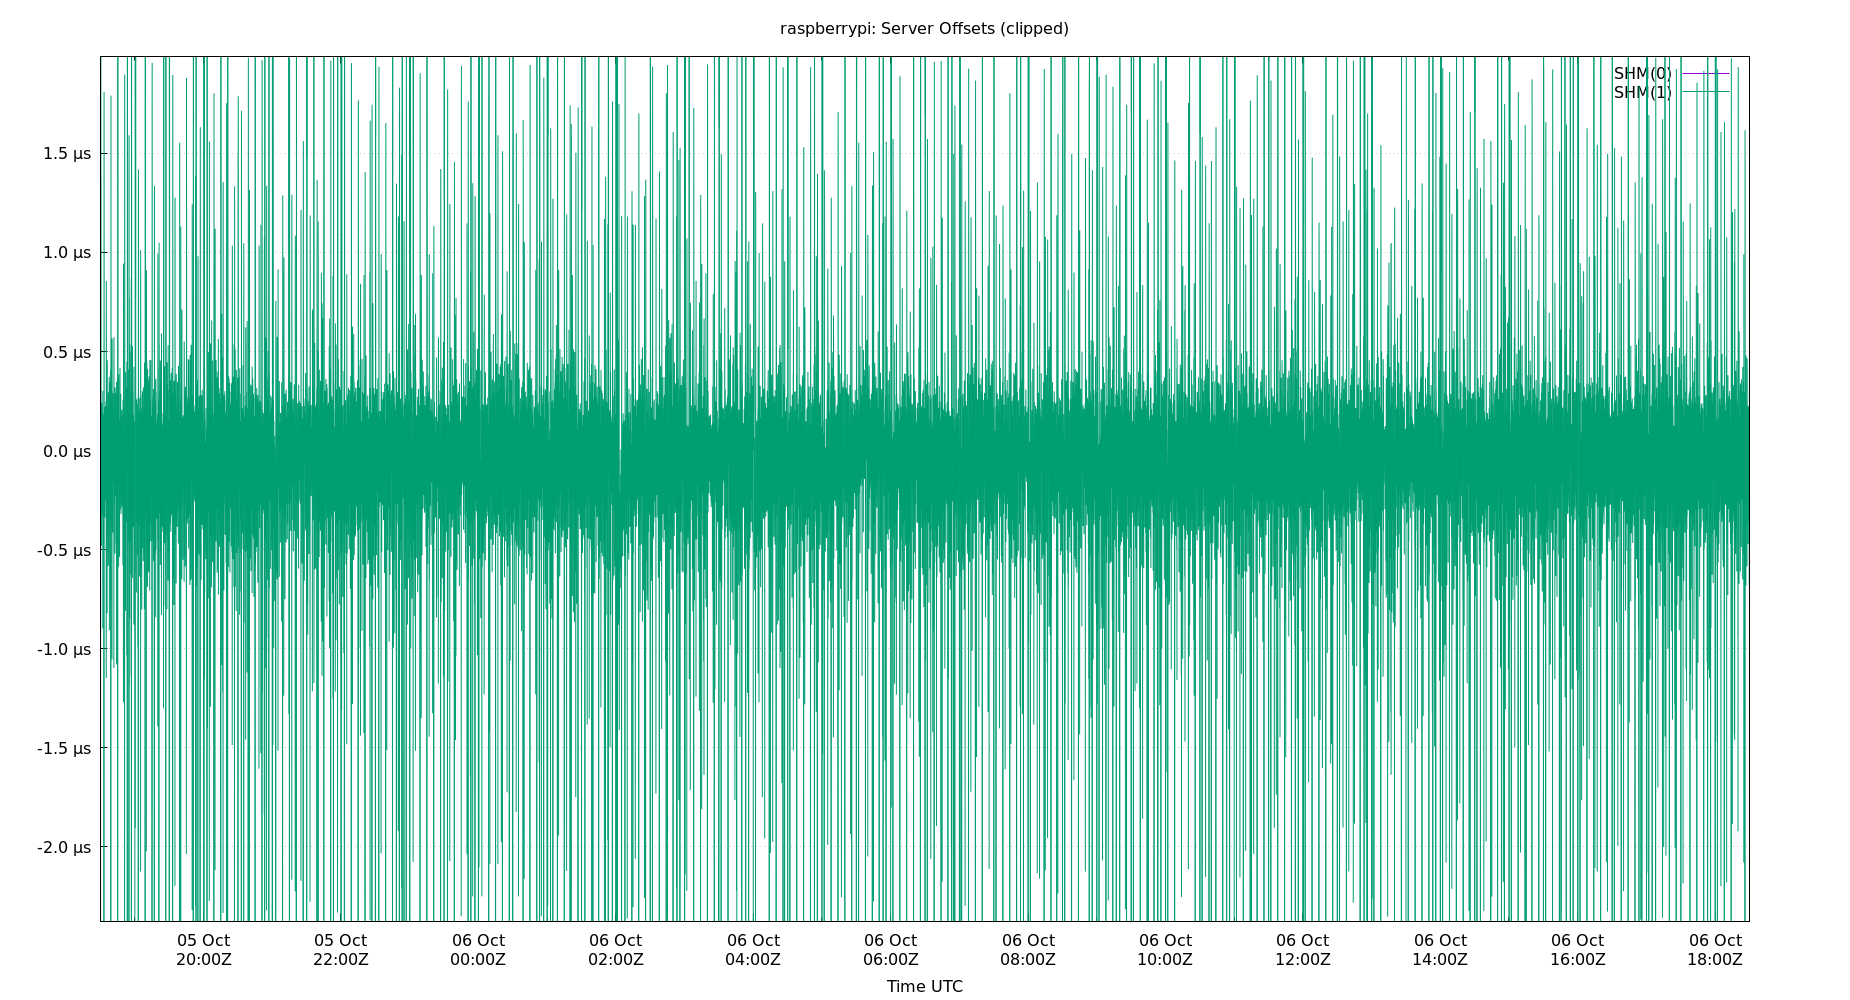 raspberrypi: Server Offsets (clipped)
SHM(0)
SHM(1)
1.5 µs
1.0 µs
0.5 µs
0.0 µs
-0.5 µs
-1.0 µs
-1.5 µs
-2.0 µs
05 Oct 05 Oct 06 Oct 06 Oct 06 Oct 06 Oct 06 Oct 06 Oct 06 Oct 06 Oct 06 Oct 06 Oct
20:00Z 22:00Z 00:00Z 02:00Z 04:00Z 06:00Z 08:00Z 10:00Z 12:00Z 14:00Z 16:00Z 18:00Z
Time UTC